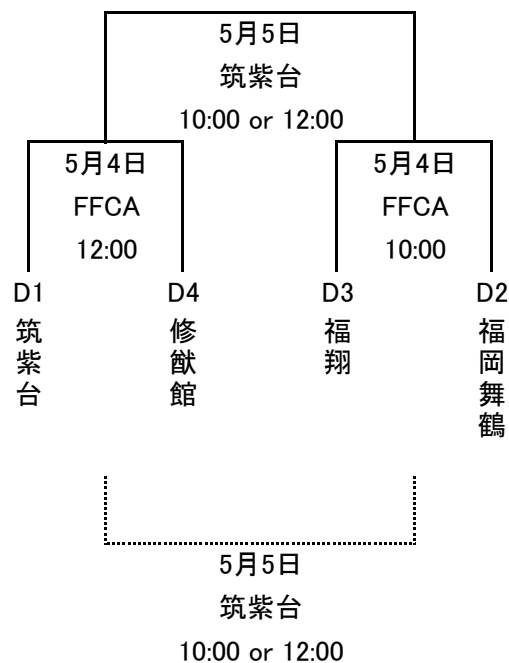 5月5日
筑紫台
10:00 or 12:00
5月4日
FFCA
12:00
5月4日
FFCA
10:00
D1
筑紫台
D4
修猷館
D3
福翔
D2
福岡舞鶴
5月5日
筑紫台
10:00 or 12:00